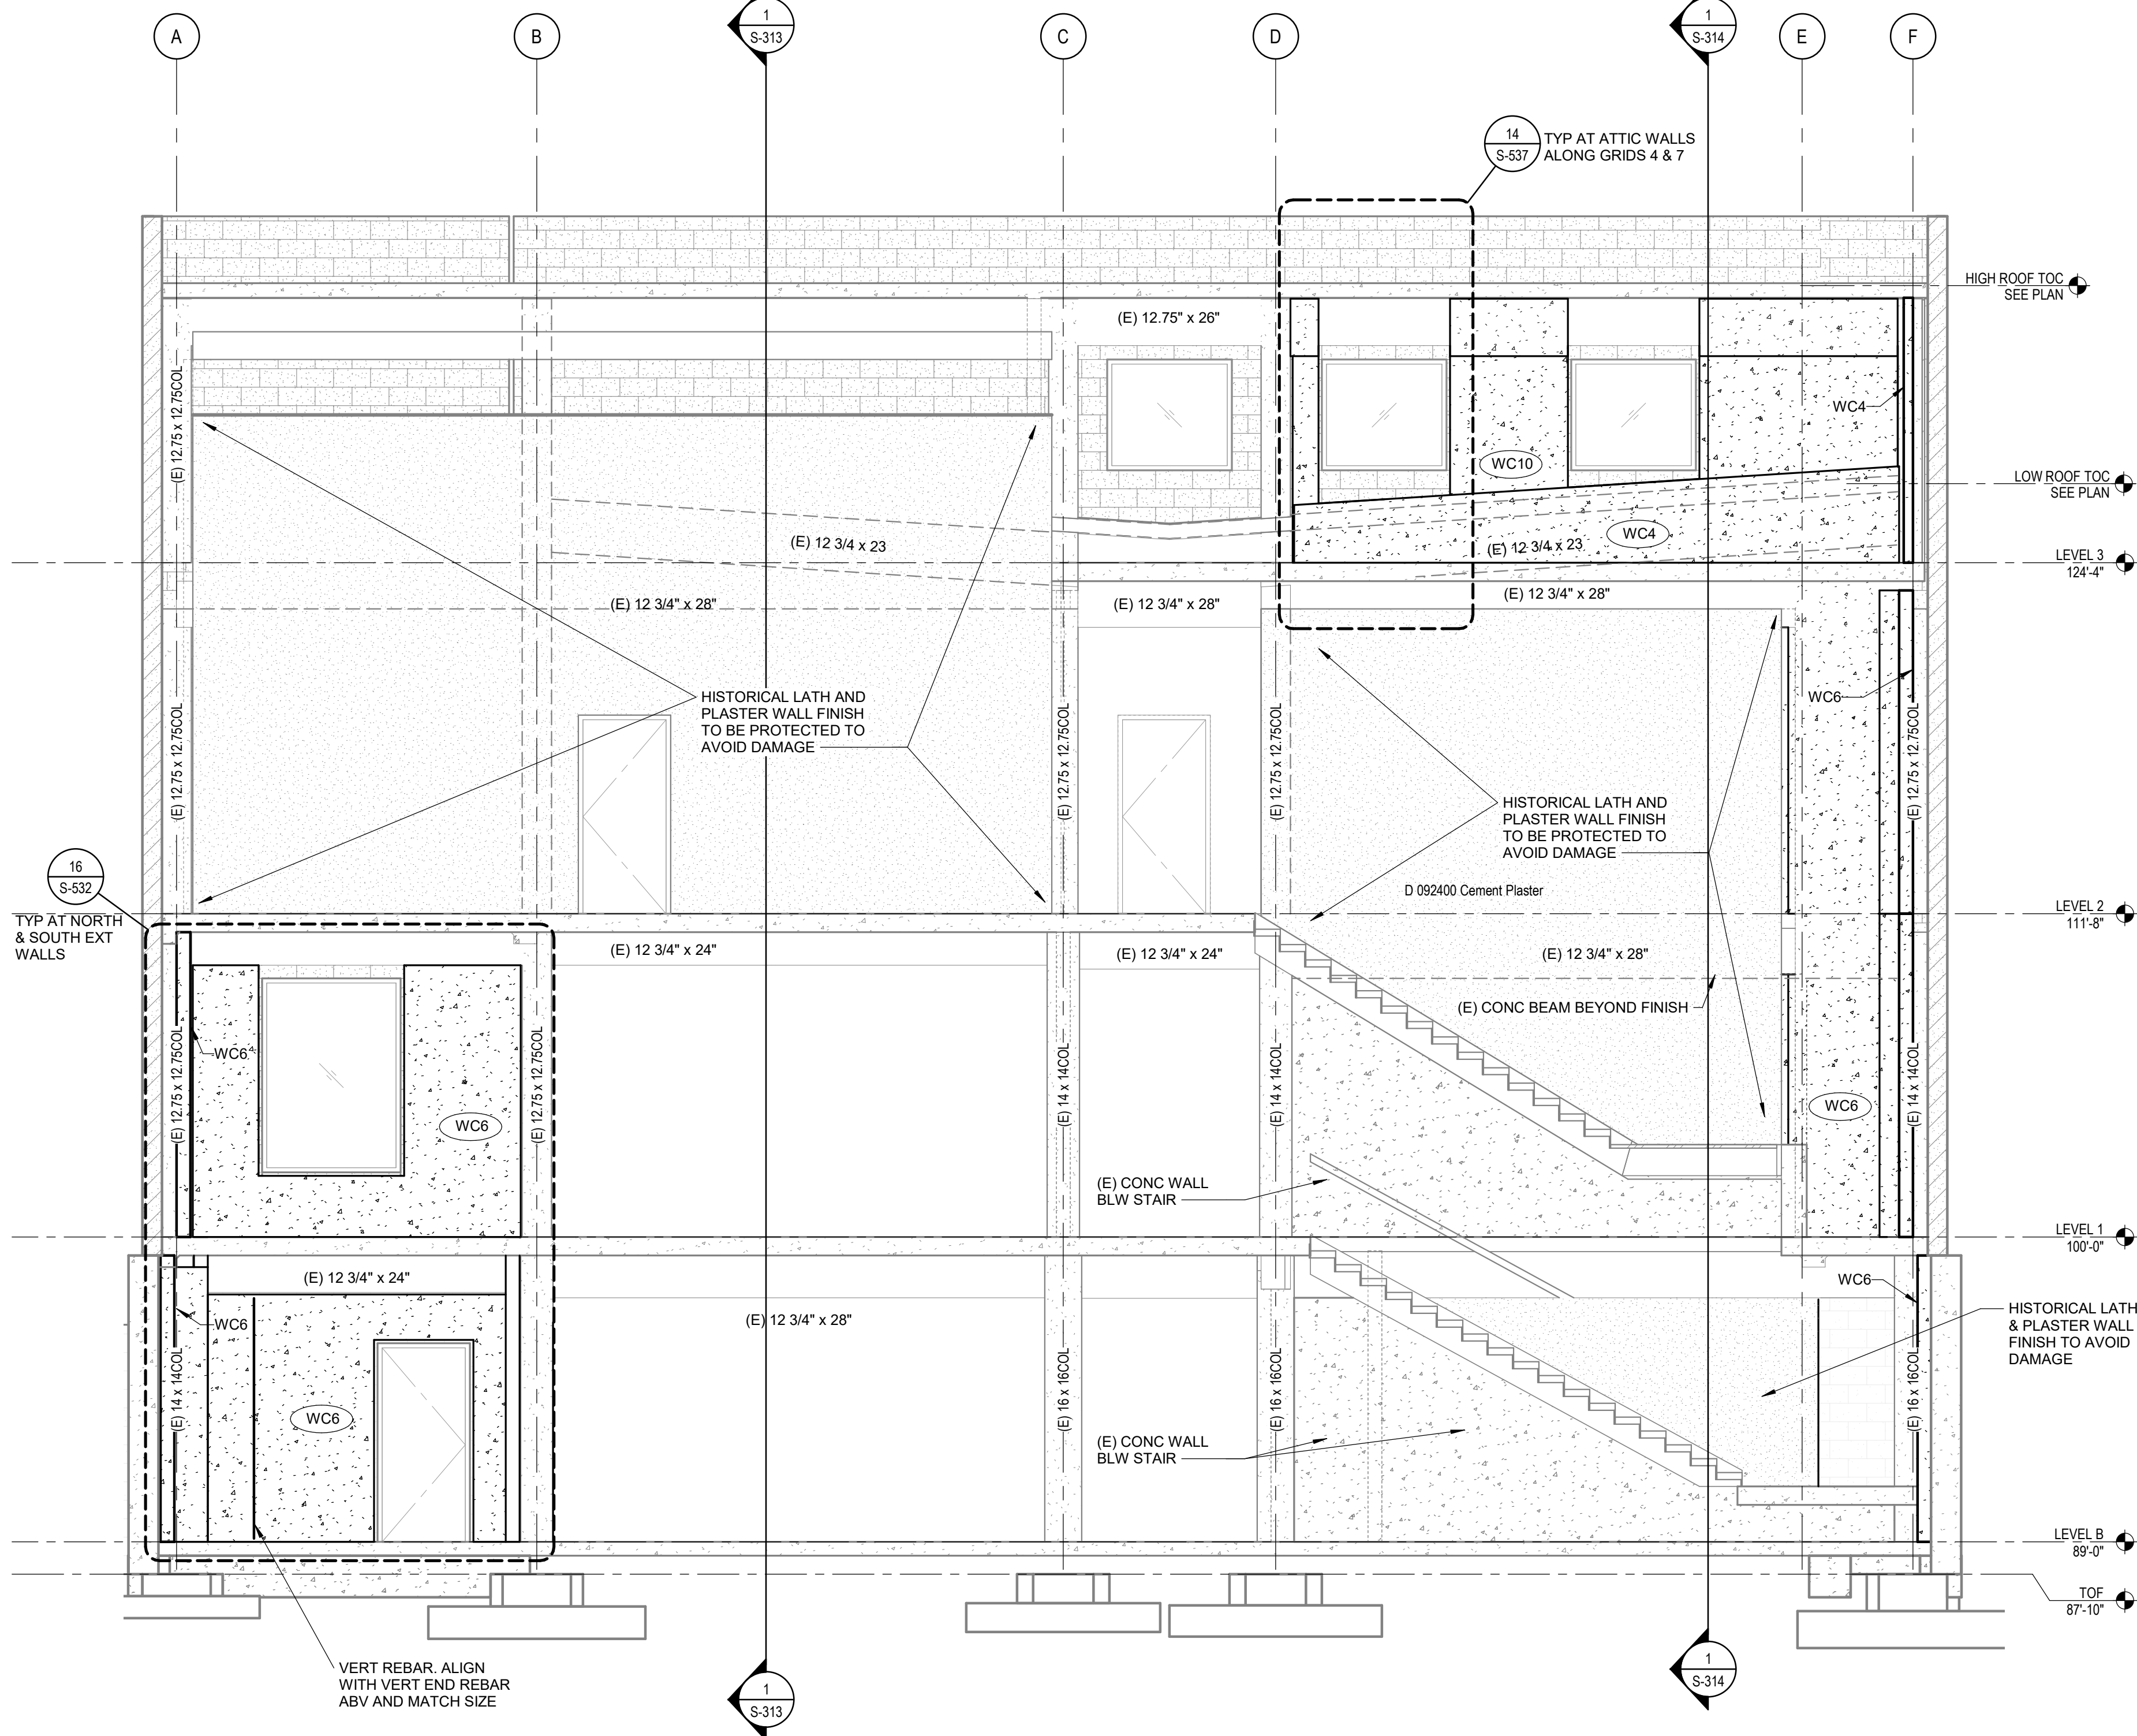 A
B
1
S-313
C
D
1
S-314
E
F
14
S-537
TYP AT ATTIC WALLS
ALONG GRIDS 4 & 7
HIGH ROOF TOC
SEE PLAN
(E) 12.75" x 26"
(E) 12.75 x 12.75COL
WC4
WC10
LOW ROOF TOC
SEE PLAN
WC4
(E) 12 3/4 x 23
(E) 12 3/4 x 23
LEVEL 3
124'-4"
(E) 12 3/4" x 28"
(E) 12 3/4" x 28"
(E) 12 3/4" x 28"
HISTORICAL LATH AND
PLASTER WALL FINISH
TO BE PROTECTED TO
AVOID DAMAGE
WC6
(E) 12.75 x 12.75COL
(E) 12.75 x 12.75COL
(E) 12.75 x 12.75COL
(E) 12.75 x 12.75COL
HISTORICAL LATH AND
PLASTER WALL FINISH
TO BE PROTECTED TO
AVOID DAMAGE
16
S-532
TYP AT NORTH
& SOUTH EXT
WALLS
D 092400 Cement Plaster
LEVEL 2
111'-8"
(E) 12 3/4" x 24"
(E) 12 3/4" x 24"
(E) 12 3/4" x 28"
(E) CONC BEAM BEYOND FINISH
WC6
(E) 12.75 x 12.75COL
(E) 12.75 x 12.75COL
(E) 14 x 14COL
(E) 14 x 14COL
(E) 14 x 14COL
WC6
WC6
(E) CONC WALL
BLW STAIR
LEVEL 1
100'-0"
(E) 12 3/4" x 24"
WC6
WC6
(E) 12 3/4" x 28"
HISTORICAL LATH
& PLASTER WALL
FINISH TO AVOID
DAMAGE
(E) 14 x 14COL
(E) 16 x 16COL
(E) 16 x 16COL
(E) 16 x 16COL
WC6
(E) CONC WALL
BLW STAIR
LEVEL B
89'-0"
TOF
87'-10"
VERT REBAR. ALIGN
WITH VERT END REBAR
ABV AND MATCH SIZE
1
S-313
1
S-314